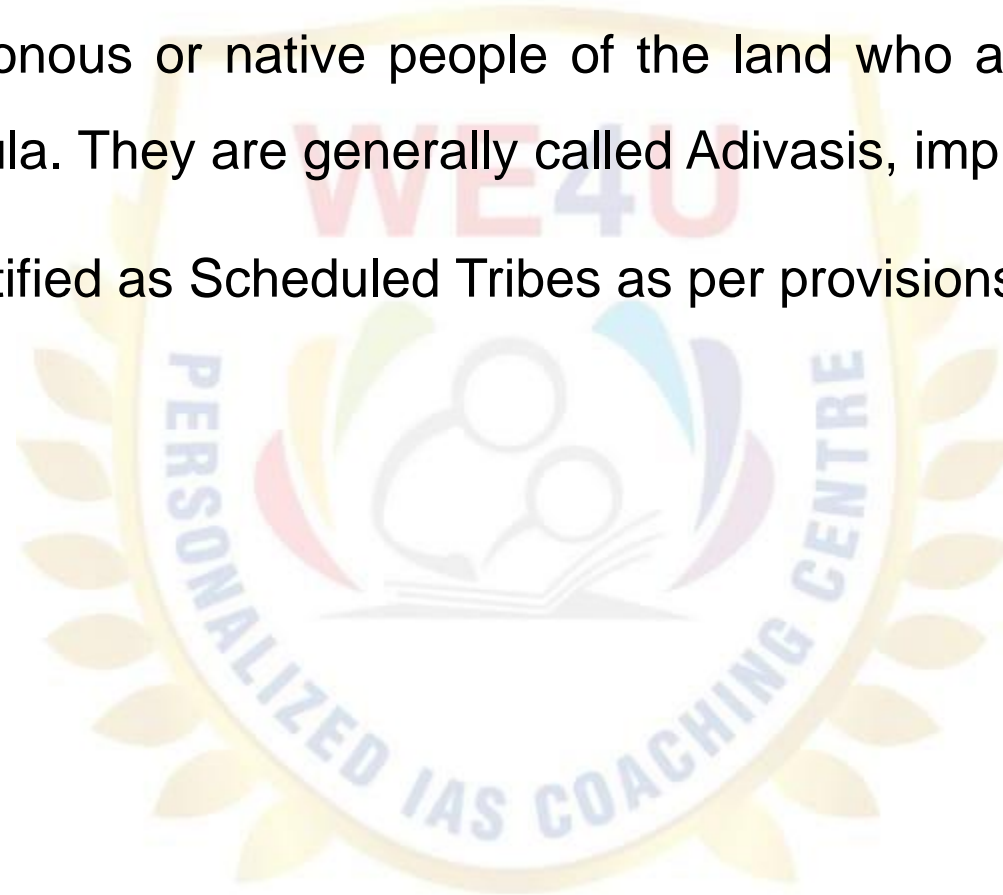 onous or native people of the land who a
ula. They are generally called Adivasis, imp
tified as Scheduled Tribes as per provisions
WE4U
PERSONALIZED IAS COACHING CENTRE